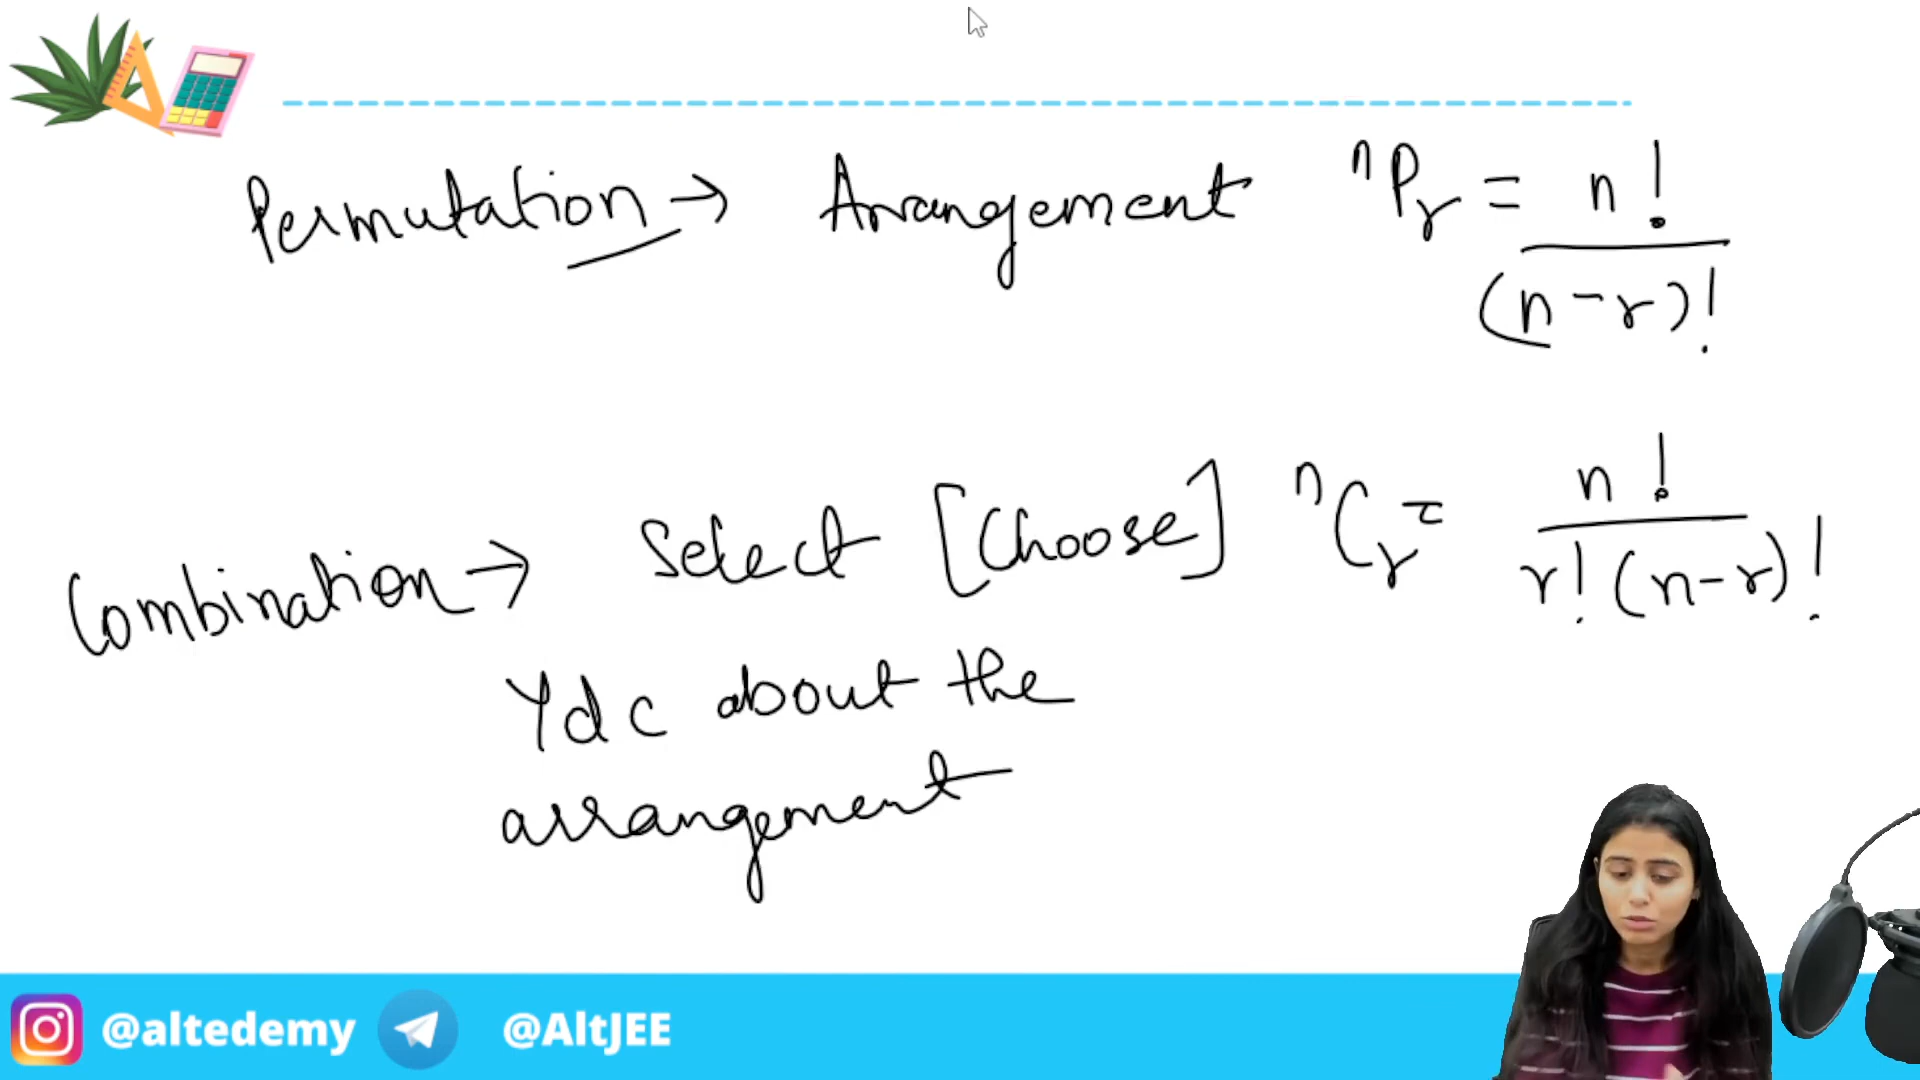 Permutation → Arrangement ⁿPᵣ = n! / (n-r)!
Combination → Select [Choose] ⁿCᵣ = n! / r!(n-r)!
Ydc about the
arrangement
@altedemy @AltJEE